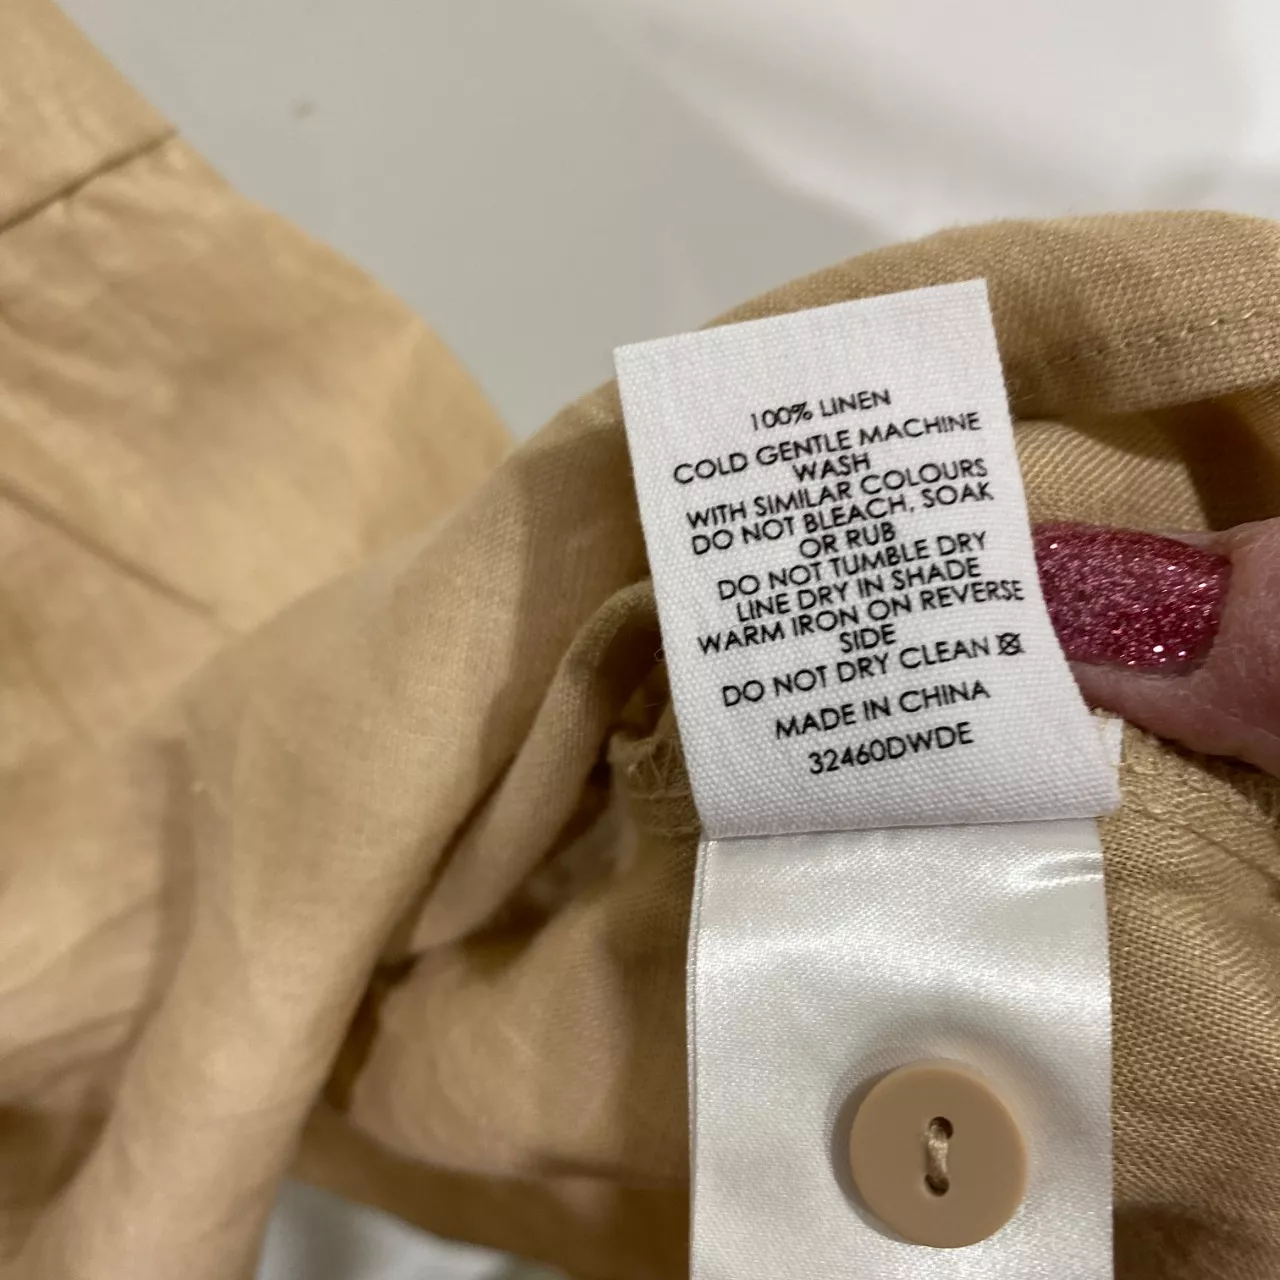 100% LINEN
COLD GENTLE MACHINE
WASH
WITH SIMILAR COLOURS
DO NOT BLEACH, SOAK
OR RUB
DO NOT TUMBLE DRY
LINE DRY IN SHADE
WARM IRON ON REVERSE
SIDE
DO NOT DRY CLEAN
MADE IN CHINA
32460DWDE